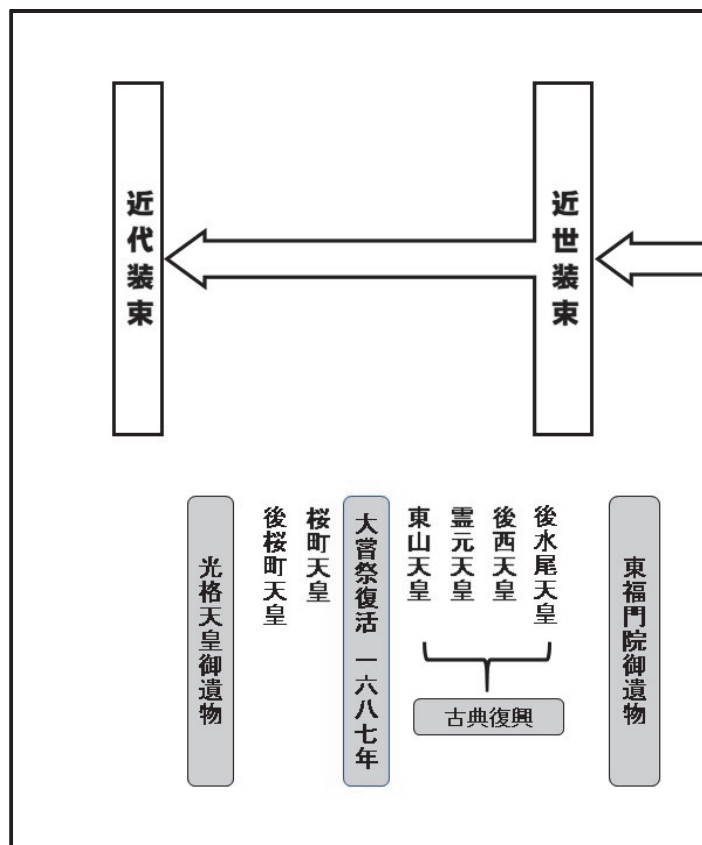 近世装束
近代装束
東福門院御遺物
後水尾天皇
後西天皇
霊元天皇
東山天皇
古典復興
大嘗祭復活 一六八七年
桜町天皇
後桜町天皇
光格天皇御遺物